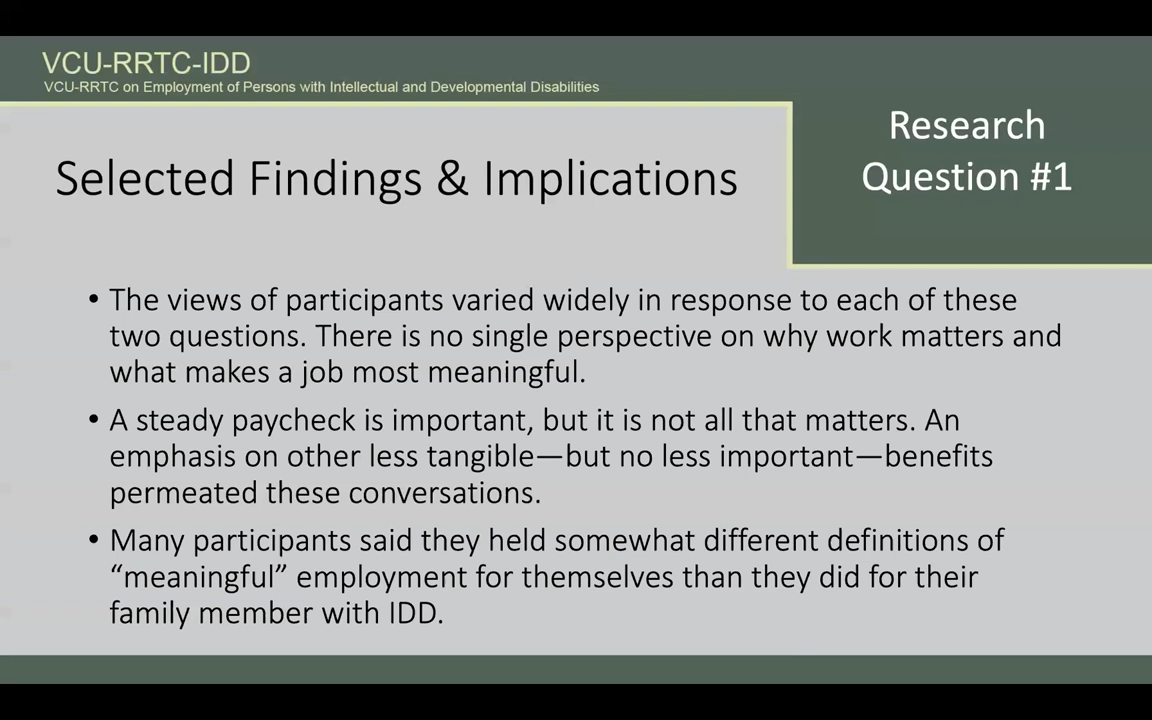 VCU-RRTC-IDD
VCU-RRTC on Employment of Persons with Intellectual and Developmental Disabilities
Research
Question #1
Selected Findings & Implications
• The views of participants varied widely in response to each of these
two questions. There is no single perspective on why work matters and
what makes a job most meaningful.
• A steady paycheck is important, but it is not all that matters. An
emphasis on other less tangible—but no less important—benefits
permeated these conversations.
• Many participants said they held somewhat different definitions of
“meaningful” employment for themselves than they did for their
family member with IDD.